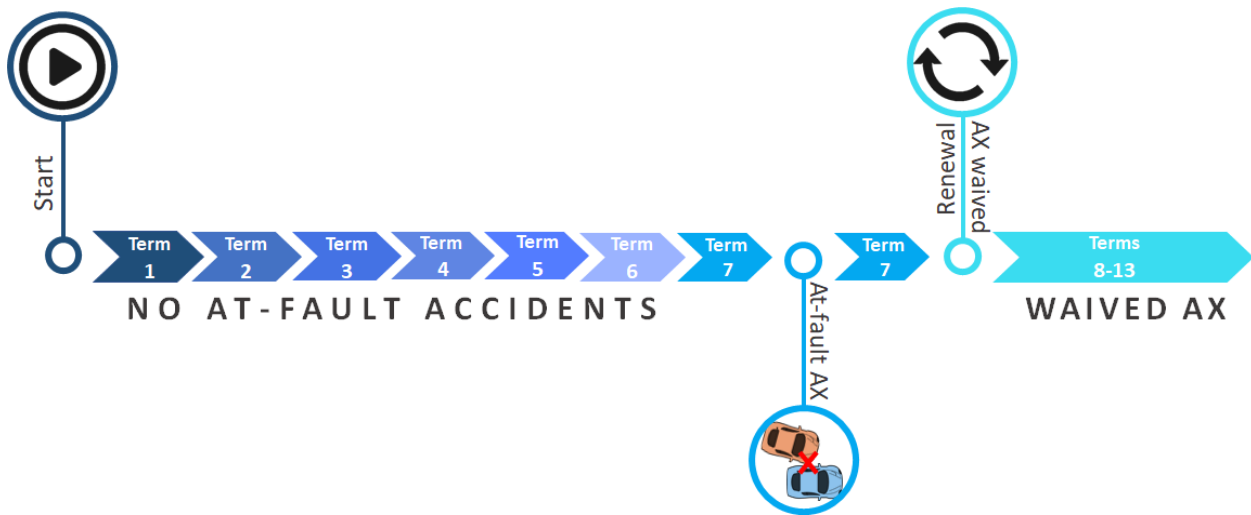 Start
Term
1
Term
2
Term
3
Term
4
Term
5
Term
6
Term
7
At-fault AX
Term
7
Renewal
AX waived
Terms
8-13
NO AT-FAULT ACCIDENTS
WAIVED AX